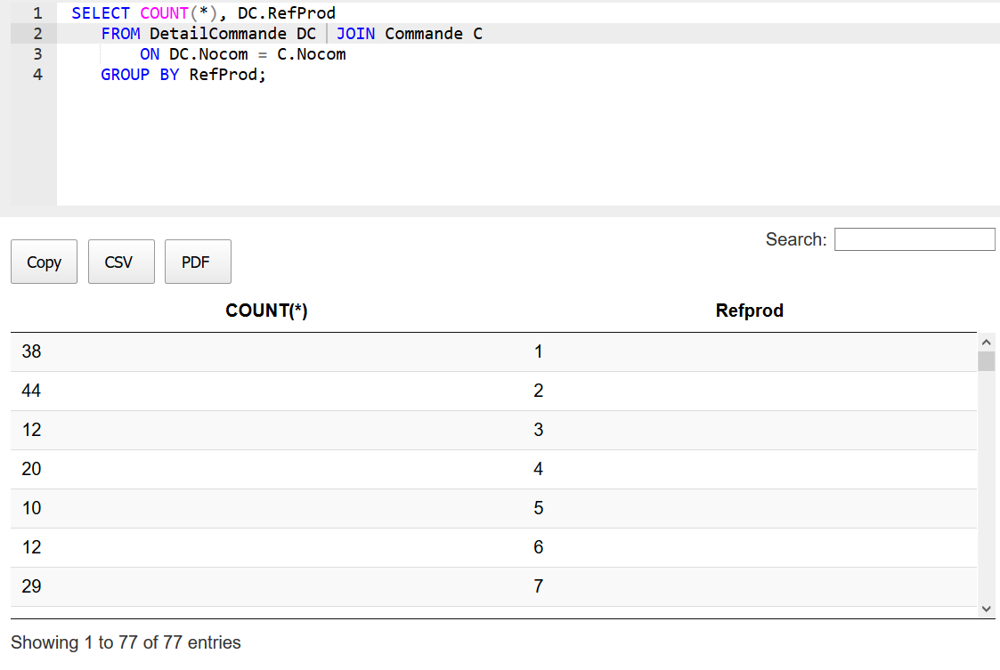 1 SELECT COUNT(*), DC.RefProd
2 FROM DetailCommande DC JOIN Commande C
3 ON DC.Nocom = C.Nocom
4 GROUP BY RefProd;
Search:
Copy CSV PDF
COUNT(*) Refprod
38 1
44 2
12 3
20 4
10 5
12 6
29 7
Showing 1 to 77 of 77 entries